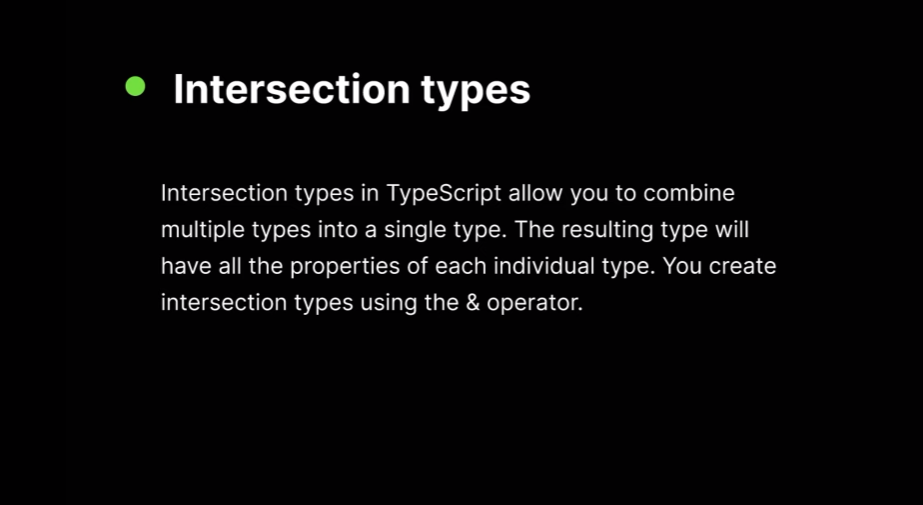 Intersection types
Intersection types in TypeScript allow you to combine
multiple types into a single type. The resulting type will
have all the properties of each individual type. You create
intersection types using the & operator.